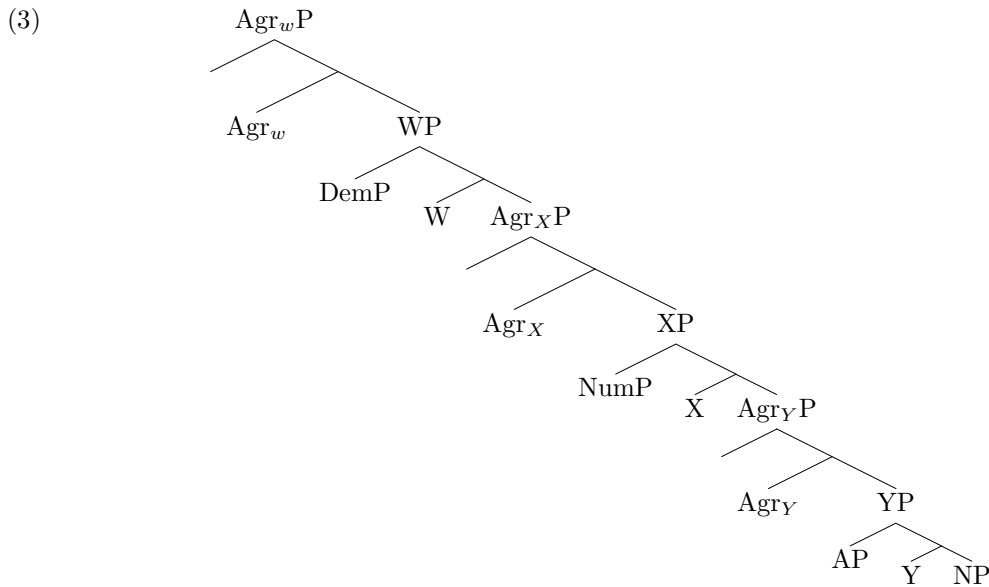 (3)
Agr_wP
Agr_w
WP
DemP
W
Agr_XP
Agr_X
XP
NumP
X
Agr_YP
Agr_Y
YP
AP
Y
NP